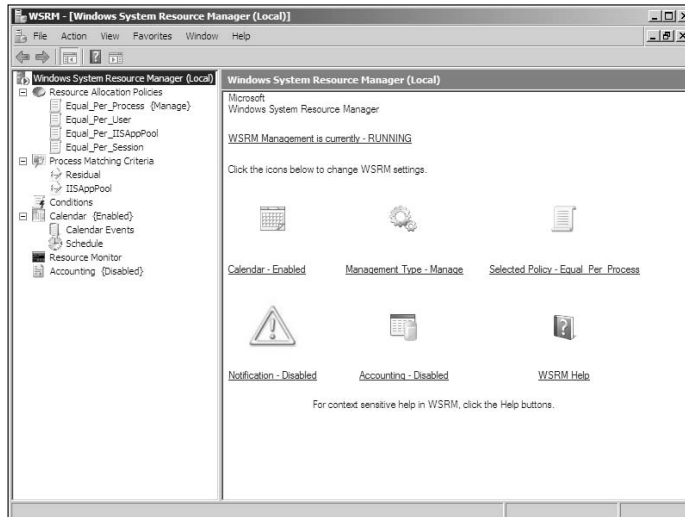 WSRM - [Windows System Resource Manager (Local)]
File Action View Favorites Window Help
Windows System Resource Manager (Local)
Resource Allocation Policies
Equal_Per_Process {Manage}
Equal_Per_User
Equal_Per_IISAppPool
Equal_Per_Session
Process Matching Criteria
Residual
IISAppPool
Conditions
Calendar {Enabled}
Calendar Events
Schedule
Resource Monitor
Accounting {Disabled}
Windows System Resource Manager (Local)
Microsoft
Windows System Resource Manager
WSRM Management is currently - RUNNING
Click the icons below to change WSRM settings.
Calendar - Enabled
Management Type - Manage
Selected Policy - Equal_Per_Process
Notification - Disabled
Accounting - Disabled
WSRM Help
For context sensitive help in WSRM, click the Help buttons.